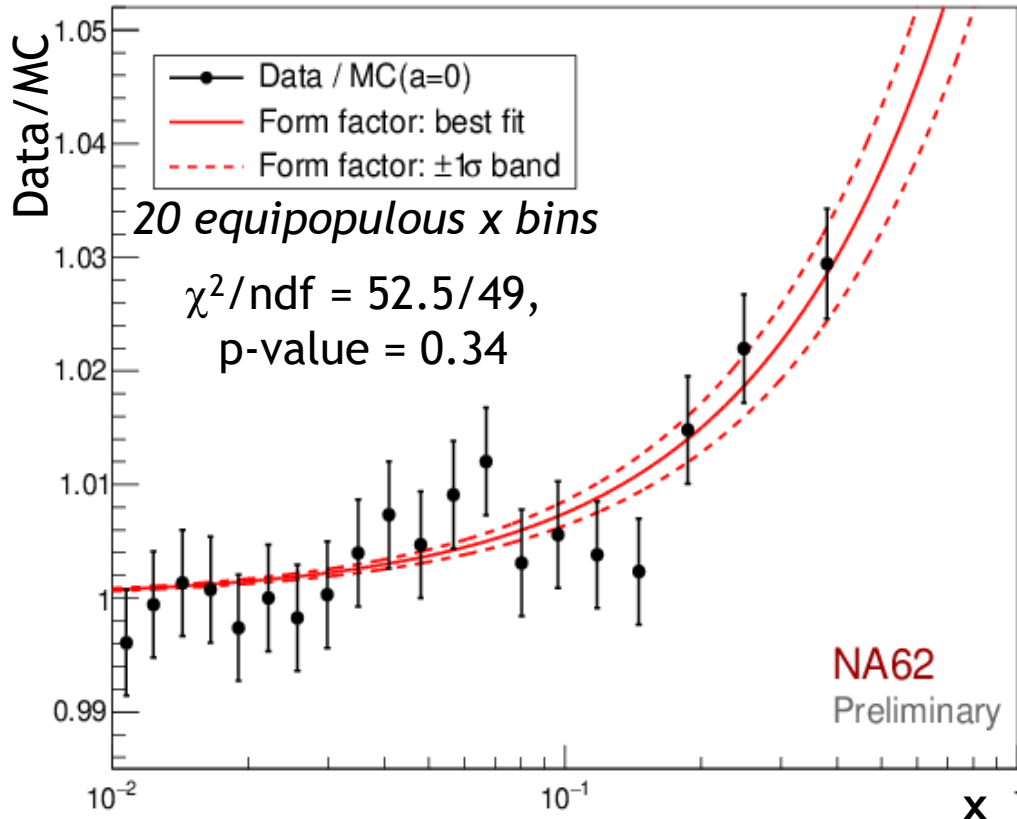 Data/MC
1.05
1.04
1.03
1.02
1.01
1
0.99
Data / MC(a=0)
Form factor: best fit
Form factor: ±1σ band
20 equipopulous x bins
χ²/ndf = 52.5/49,
p-value = 0.34
NA62
Preliminary
10⁻²
10⁻¹
x